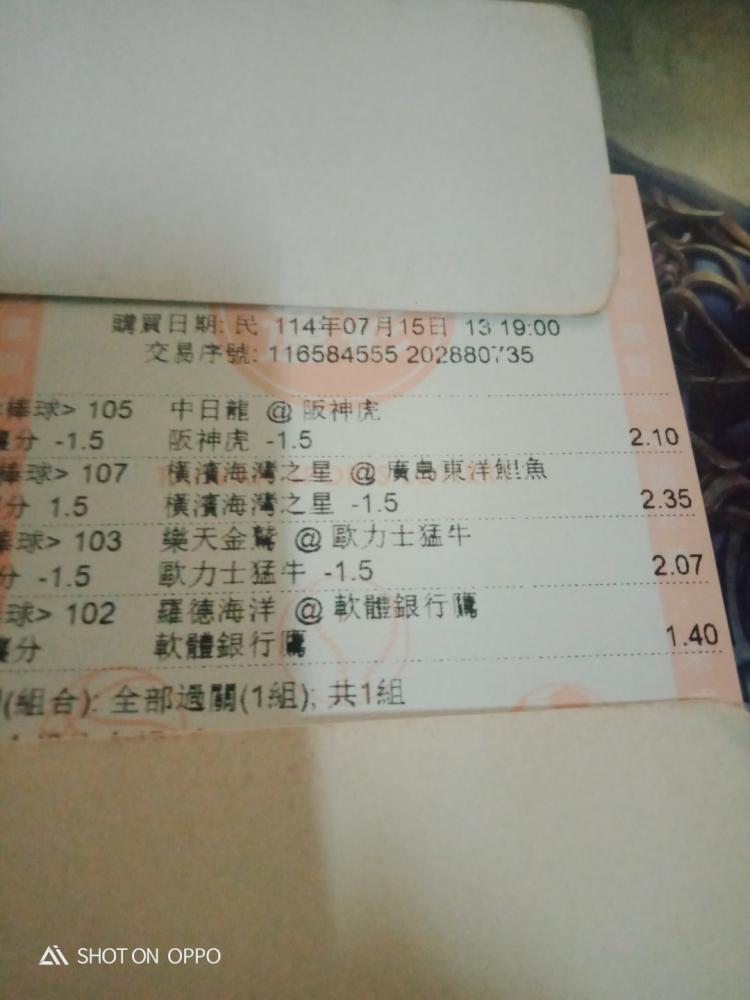 購買日期: 民 114年07月15日 13:19:00
交易序號: 116584555 202880735
棒球> 105 中日龍 @ 阪神虎
分 -1.5 阪神虎 -1.5 2.10
棒球> 107 橫濱海灣之星 @ 廣島東洋鯉魚
分 1.5 橫濱海灣之星 -1.5 2.35
棒球> 103 樂天金鷲 @ 歐力士猛牛
分 -1.5 歐力士猛牛 -1.5 2.07
球> 102 羅德海洋 @ 軟體銀行鷹
分 軟體銀行鷹 1.40
(組合): 全部過關(1組); 共1組
SHOT ON OPPO